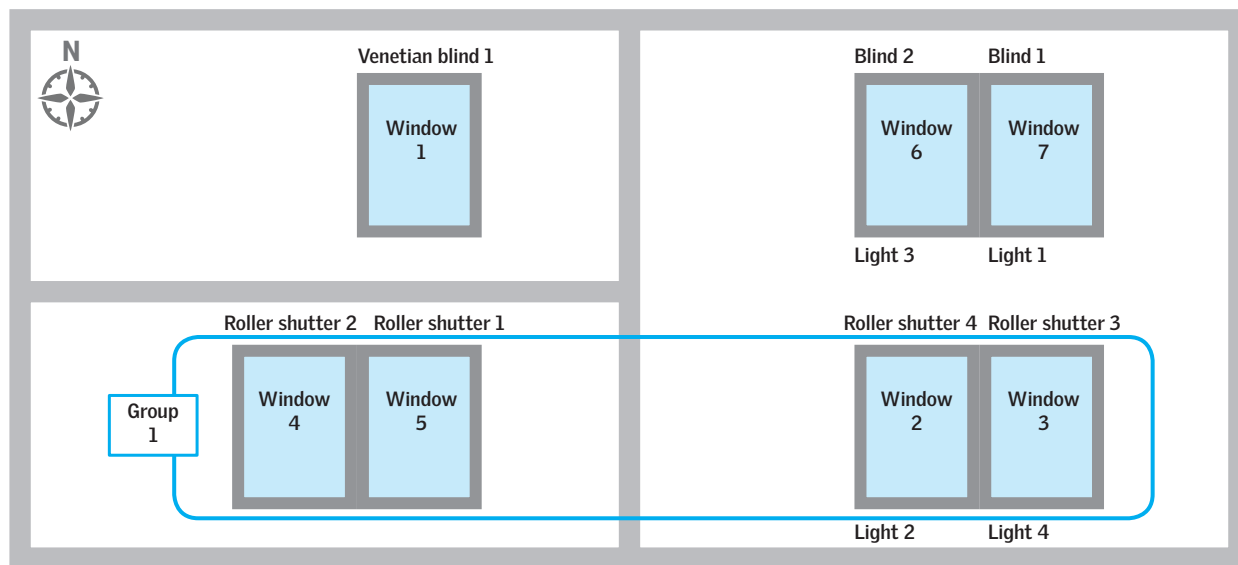 N
Venetian blind 1
Window
1
Blind 2
Blind 1
Window
6
Window
7
Light 3
Light 1
Roller shutter 2
Roller shutter 1
Window
4
Window
5
Group
1
Roller shutter 4
Roller shutter 3
Window
2
Window
3
Light 2
Light 4